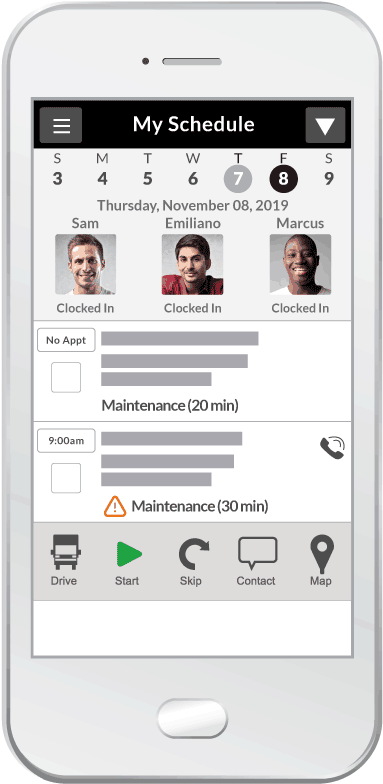 My Schedule
S M T W T F S
3 4 5 6 7 8 9
Thursday, November 08, 2019
Sam Emiliano Marcus
Clocked In Clocked In Clocked In
No Appt
Maintenance (20 min)
9:00am
Maintenance (30 min)
Drive Start Skip Contact Map